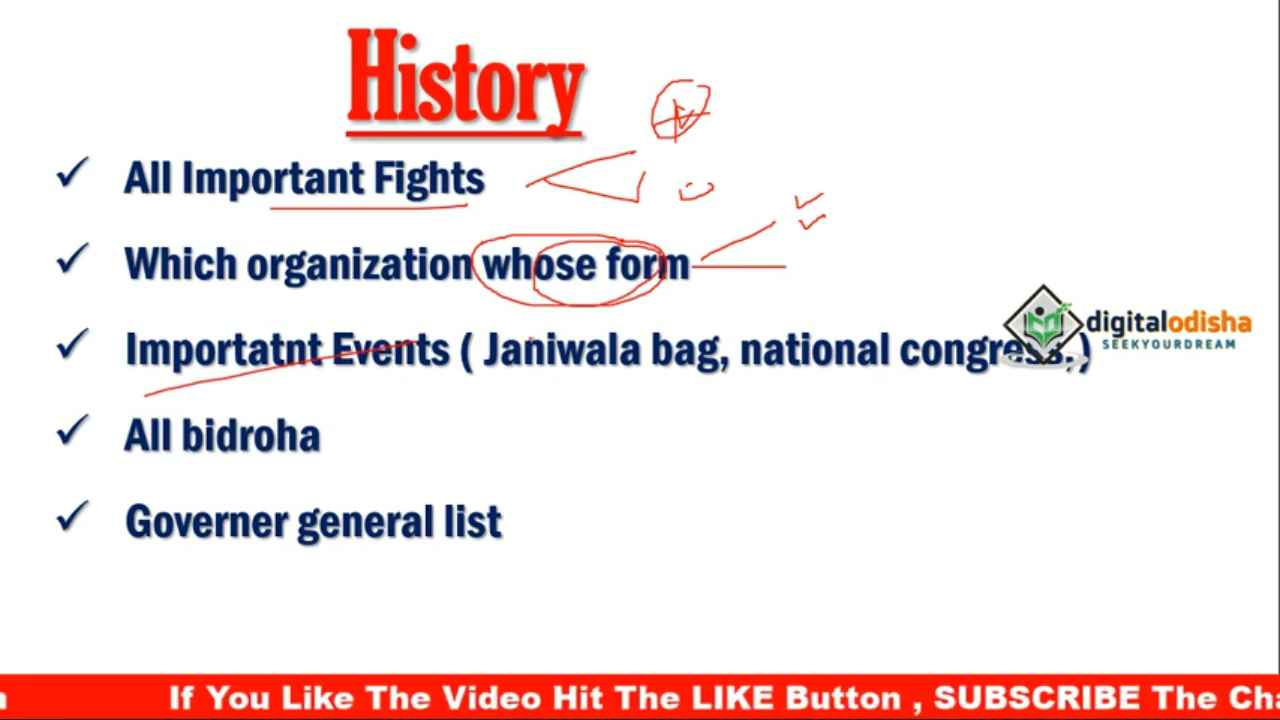 History
All Important Fights
Which organization whose form
Importatnt Events ( Janiwala bag, national congress,)
digitalodisha
SEEKYOURDREAM
All bidroha
Governer general list
If You Like The Video Hit The LIKE Button , SUBSCRIBE The Cha